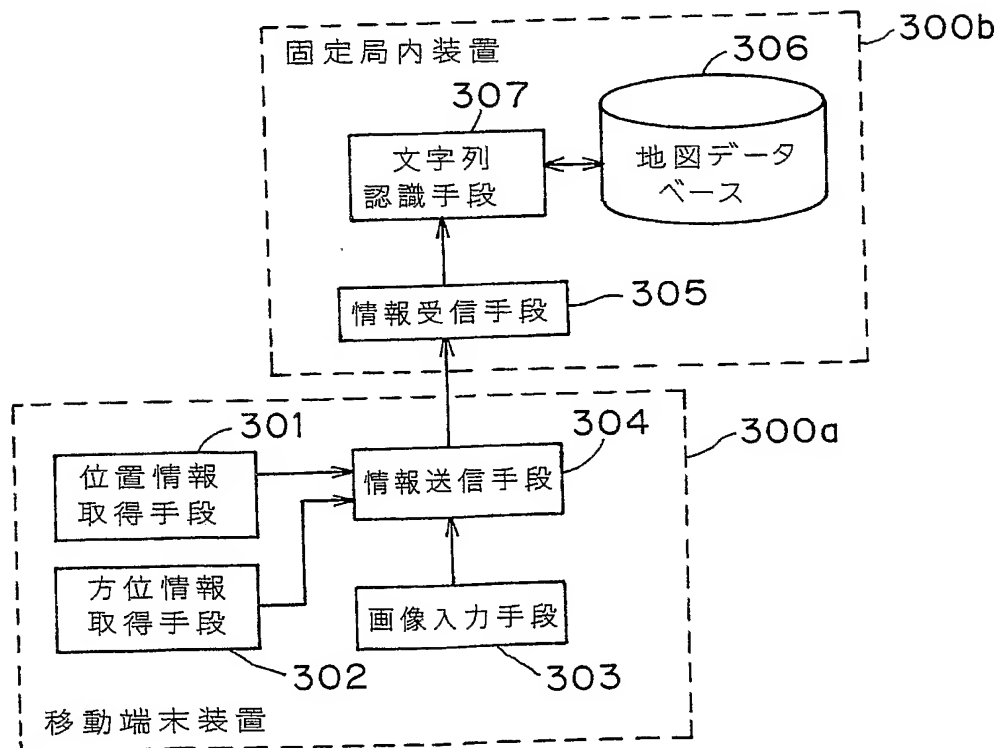 300b
固定局内装置
306
307
文字列
認識手段
地図データ
ベース
情報受信手段
305
301
304
300a
位置情報
取得手段
情報送信手段
方位情報
取得手段
画像入力手段
302
303
移動端末装置